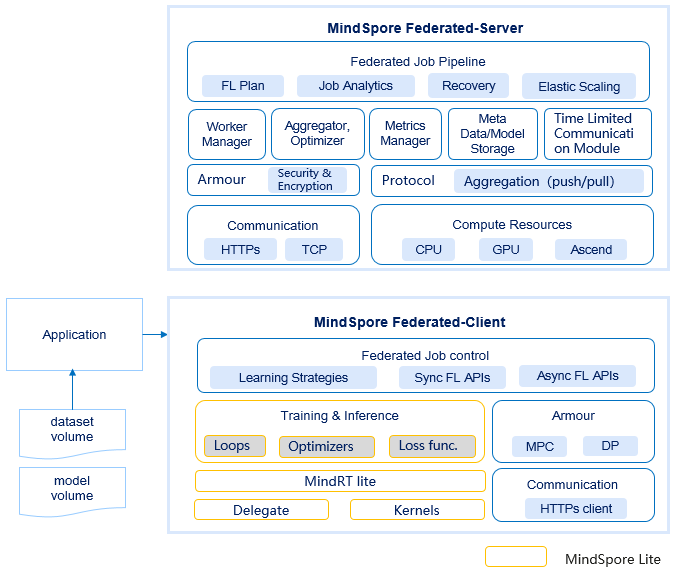 MindSpore Federated-Server
Federated Job Pipeline
FL Plan
Job Analytics
Recovery
Elastic Scaling
Worker
Manager
Aggregator,
Optimizer
Metrics
Manager
Meta
Data/Model
Storage
Time Limited
Communicati
on Module
Armour
Security &
Encryption
Protocol
Aggregation（push/pull）
Communication
HTTPs
TCP
Compute Resources
CPU
GPU
Ascend
Application
dataset
volume
model
volume
MindSpore Federated-Client
Federated Job control
Learning Strategies
Sync FL APIs
Async FL APIs
Training & Inference
Loops
Optimizers
Loss func.
MindRT lite
Delegate
Kernels
Armour
MPC
DP
Communication
HTTPs client
MindSpore Lite